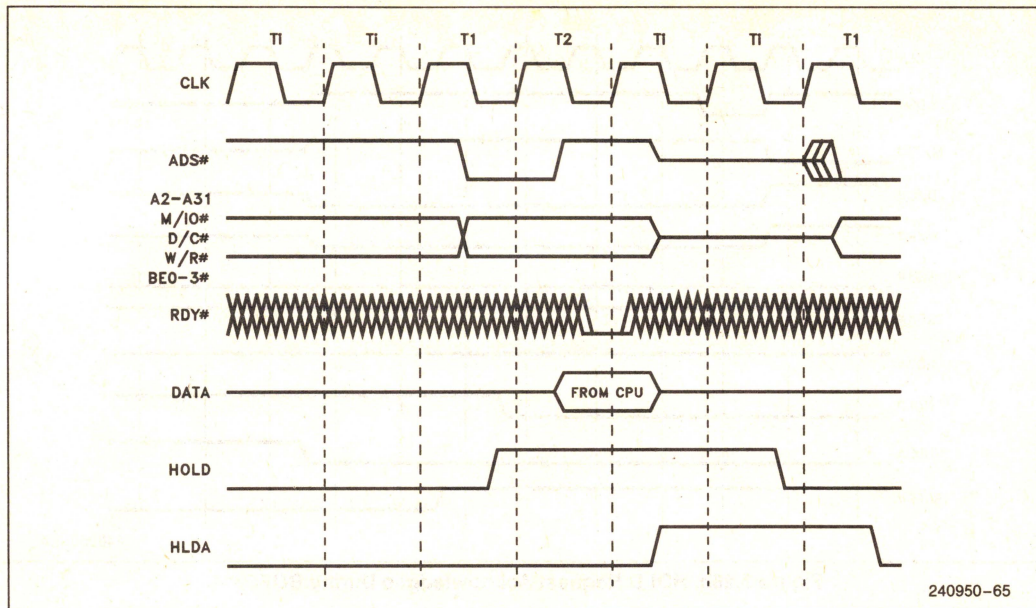 TI Ti T1 T2 TI TI T1
CLK
ADS#
A2-A31
M/IO#
D/C#
W/R#
BE0-3#
RDY#
DATA
FROM CPU
HOLD
HLDA
240950-65